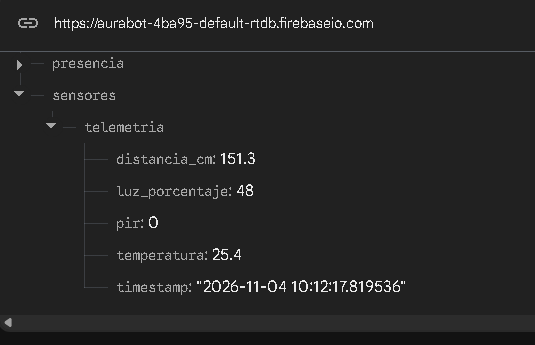 https://aurabot-4ba95-default-rtdb.firebaseio.com
presencia
sensores
telemetria
distancia_cm: 151.3
luz_porcentaje: 48
pir: 0
temperatura: 25.4
timestamp: "2026-11-04 10:12:17.819536"